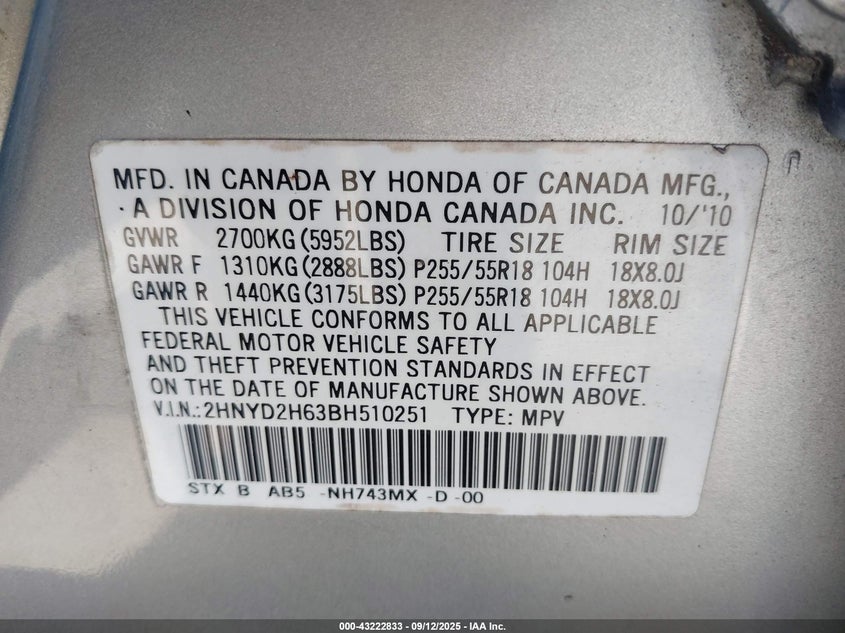 MFD. IN CANADA BY HONDA OF CANADA MFG.,
A DIVISION OF HONDA CANADA INC. 10/'10
GVWR 2700KG(5952LBS) TIRE SIZE RIM SIZE
GAWR F 1310KG(2888LBS) P255/55R18 104H 18X8.0J
GAWR R 1440KG(3175LBS) P255/55R18 104H 18X8.0J
THIS VEHICLE CONFORMS TO ALL APPLICABLE
FEDERAL MOTOR VEHICLE SAFETY
AND THEFT PREVENTION STANDARDS IN EFFECT
ON THE DATE OF MANUFACTURE SHOWN ABOVE.
V.I.N.:2HNYD2H63BH510251 TYPE: MPV
STX B AB5 -NH743MX -D -00
000-43222833 - 09/12/2025 - IAA Inc.